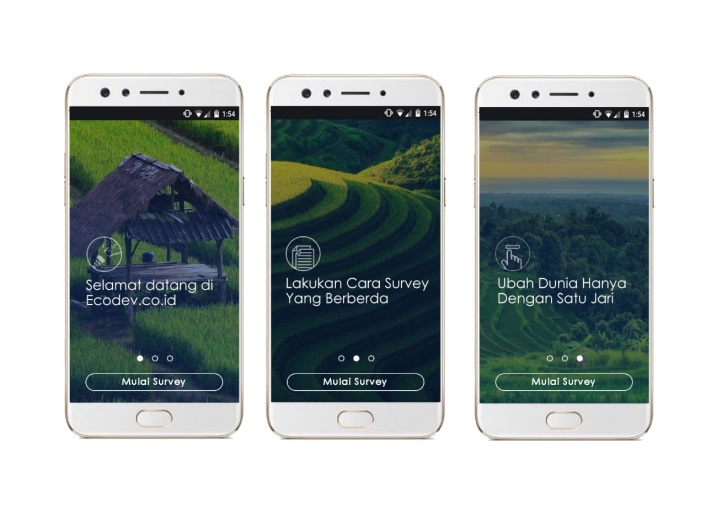 1:54
Selamat datang di
Ecodev.co.id
Mulai Survey
1:54
Lakukan Cara Survey
Yang Berberda
Mulai Survey
1:54
Ubah Dunia Hanya
Dengan Satu Jari
Mulai Survey